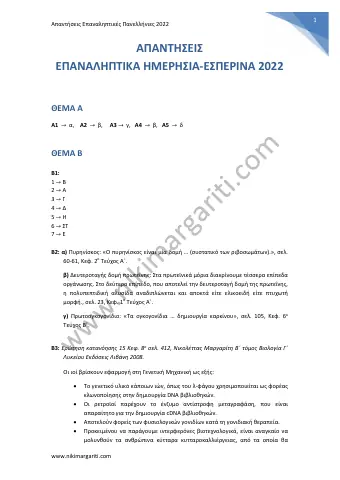 Απαντήσεις Επαναληπτικές Πανελλήνιες 2022
1
ΑΠΑΝΤΗΣΕΙΣ
ΕΠΑΝΑΛΗΠΤΙΚΑ ΗΜΕΡΗΣΙΑ-ΕΣΠΕΡΙΝΑ 2022
ΘΕΜΑ Α
Α1 → α, Α2 → β, Α3 → γ, Α4 → β, Α5 → δ
ΘΕΜΑ Β
Β1:
1 → Β
2 → Α
3 → Γ
4 → Δ
5 → Η
6 → ΣΤ
7 → Ε
Β2: α) Πυρηνίσκος: «Ο πυρηνίσκος είναι μία δομή ... (συστατικά των ριβοσωμάτων).», σελ.
60-61, Κεφ. 2ο Τεύχος Α΄.
β) Δευτεροταγής δομή πρωτεΐνης: Στα πρωτεϊνικά μόρια διακρίνουμε τέσσερα επίπεδα
οργάνωσης. Στο δεύτερο επίπεδο, που αποτελεί την δευτεροταγή δομή της πρωτεΐνης,
η πολυπεπτιδική αλυσίδα αναδιπλώνεται και αποκτά είτε ελικοειδή είτε πτυχωτή
μορφή., σελ. 23, Κεφ. 1ο Τεύχος Α΄.
γ) Πρωτοογκογονίδια: «Τα ογκογονίδια ... δημιουργία καρκίνου», σελ. 105, Κεφ. 6ο
Τεύχος Β΄.
Β3: Ερώτηση κατανόησης 15 Κεφ. 8ο σελ. 412, Νικολέττας Μαργαρίτη Β΄ τόμος Βιολογία Γ΄
Λυκείου Εκδόσεις Λιβάνη 2008.
Οι ιοί βρίσκουν εφαρμογή στη Γενετική Μηχανική ως εξής:
• Το γενετικό υλικό κάποιων ιών, όπως του λ-φάγου χρησιμοποιείται ως φορέας
κλωνοποίησης στην δημιουργία DNA βιβλιοθηκών.
• Οι ρετροϊοί παρέχουν το ένζυμο αντίστροφη μεταγραφάση, που είναι
απαραίτητο για την δημιουργία cDNA βιβλιοθηκών.
• Αποτελούν φορείς των φυσιολογικών γονιδίων κατά τη γονιδιακή θεραπεία.
• Προκειμένου να παράγουμε ιντερφερόνες βιοτεχνολογικά, είναι αναγκαίο να
μολυνθούν τα ανθρώπινα κύτταρα κυτταροκαλλιέργειας, από τα οποία θα
www.nikimargariti.com
www.nikimargariti.com